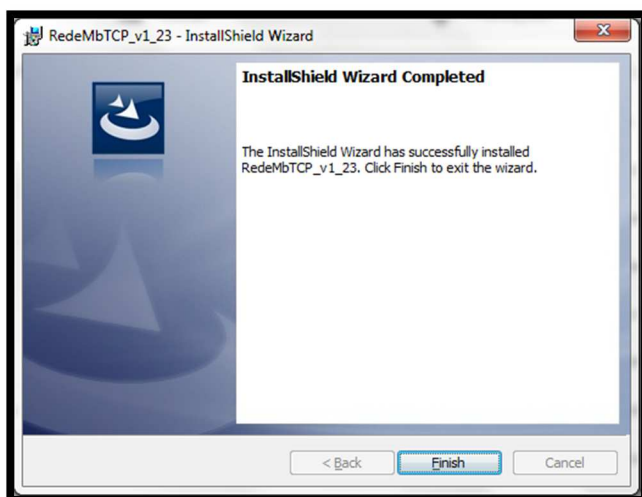 RedeMbTCP_v1_23 - InstallShield Wizard
InstallShield Wizard Completed
The InstallShield Wizard has successfully installed
RedeMbTCP_v1_23. Click Finish to exit the wizard.
< Back
Finish
Cancel